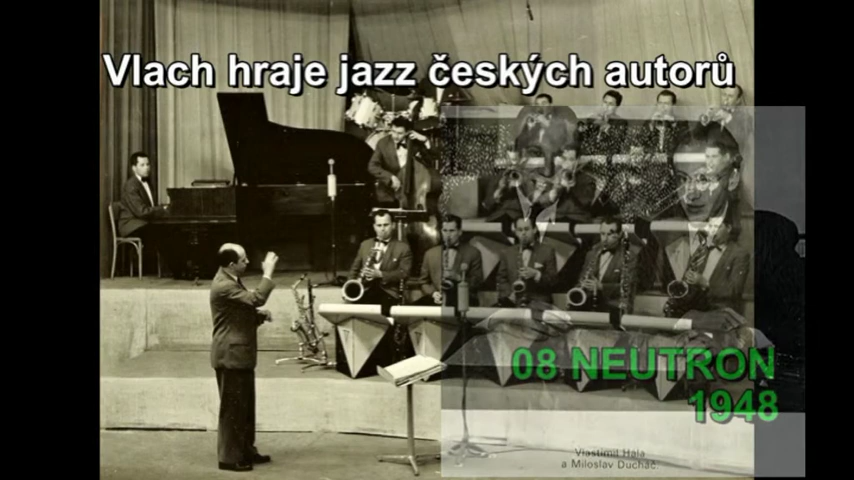 Vlach hraje jazz českých autorů
08 NEUTRON
1948
Vlastimil Hála
a Miloslav Ducháč.